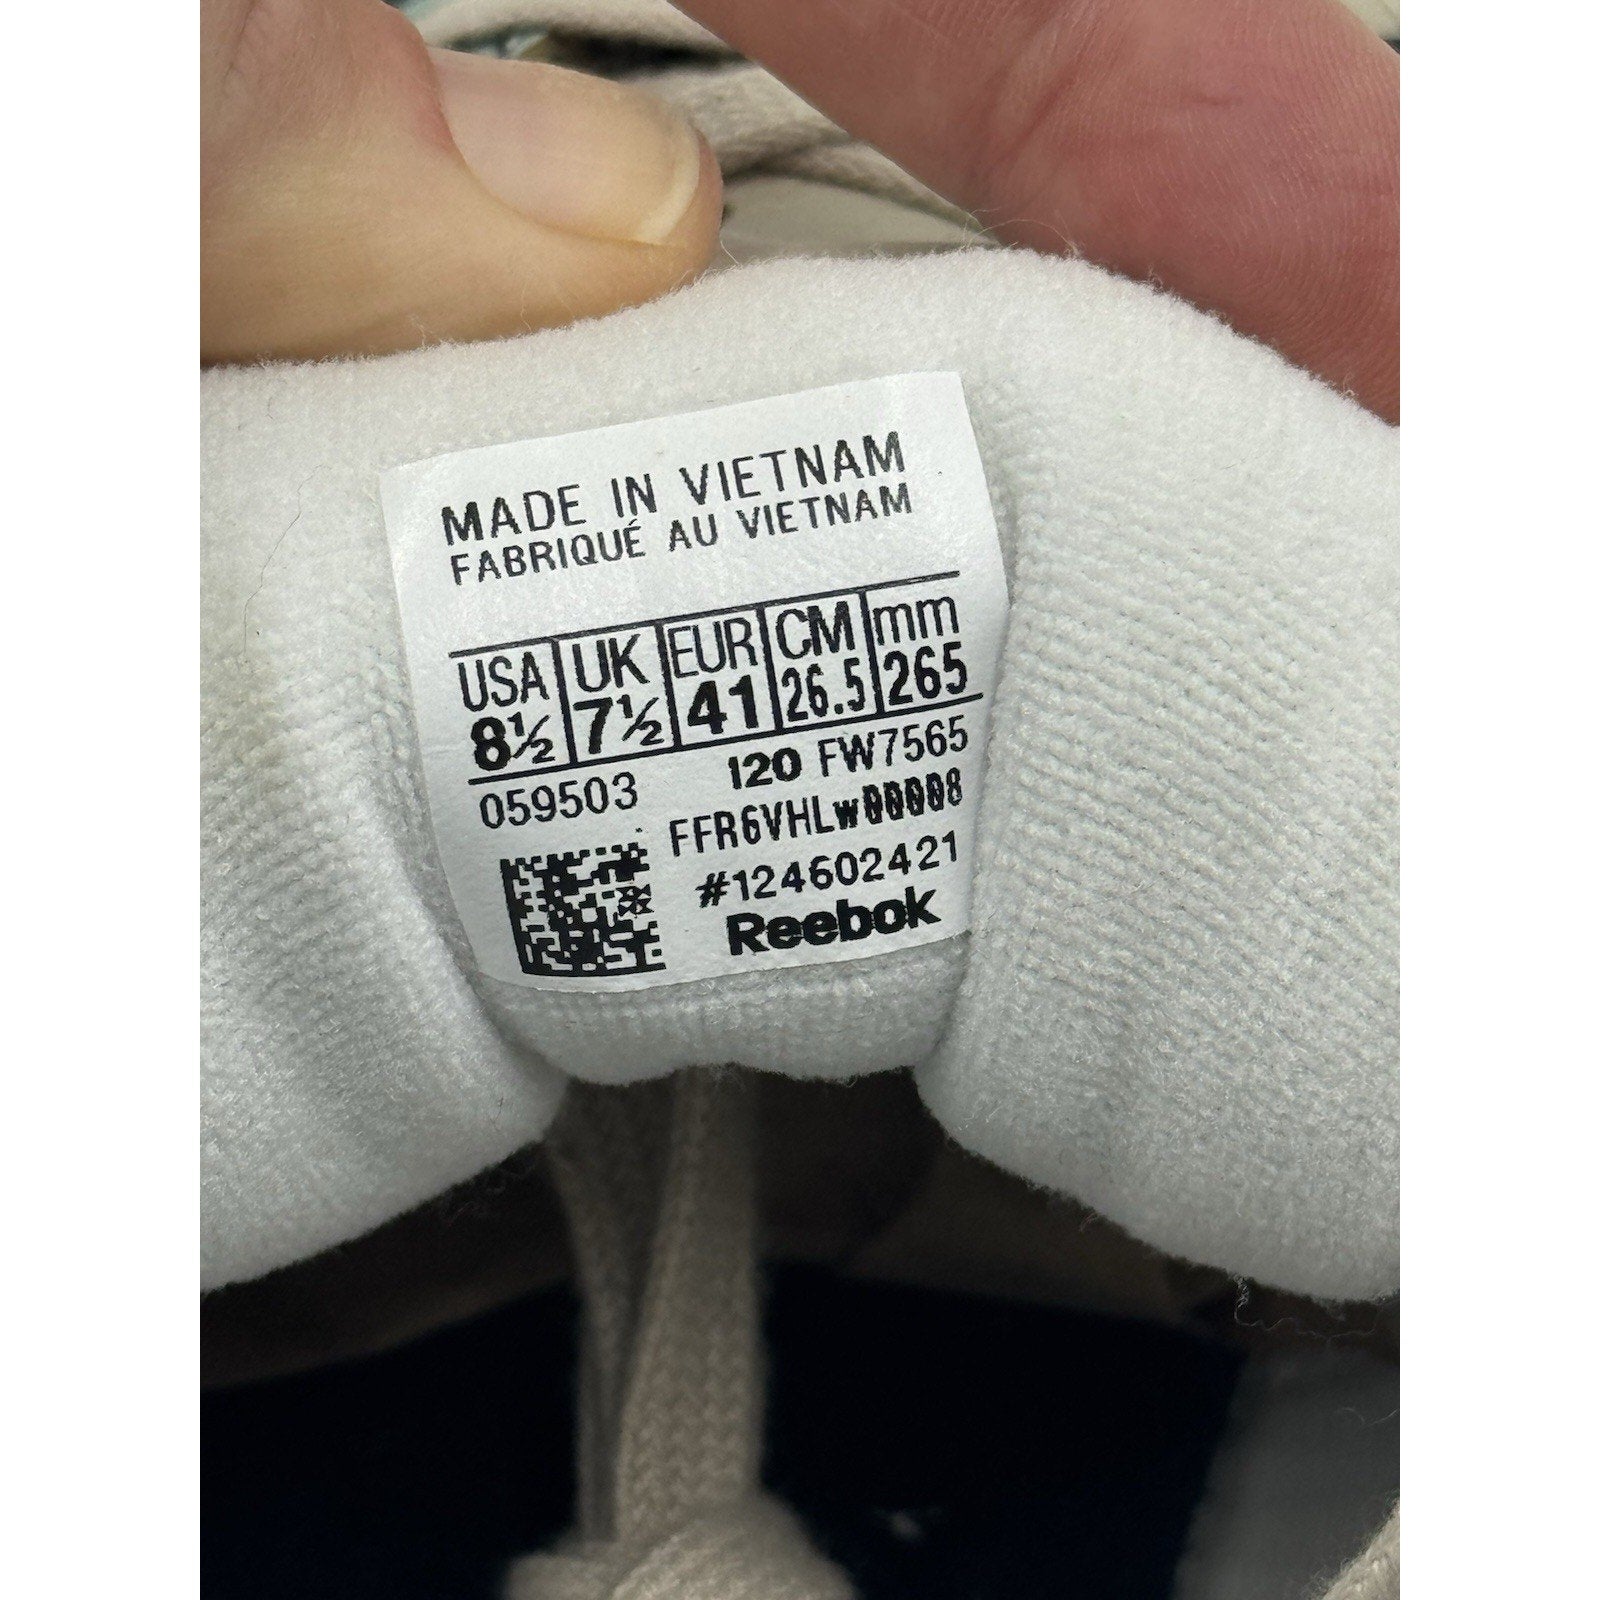 MADE IN VIETNAM
FABRIQUÉ AU VIETNAM
USA UK EUR CM mm
8½ 7½ 41 26.5 265
059503 120 FW7565
#124602421
Reebok